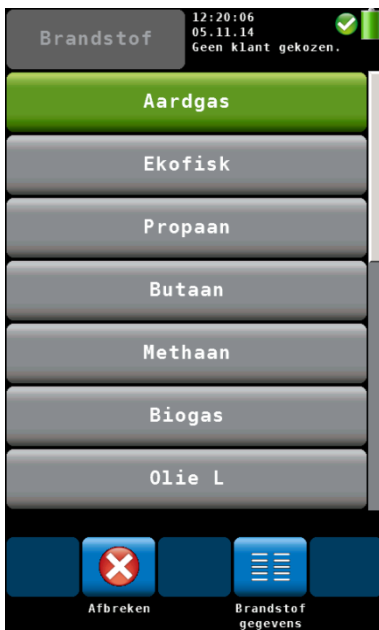 Brandstof
12:20:06
05.11.14
Geen klant gekozen.
Aardgas
Ekofisk
Propaan
Butaan
Methaan
Biogas
Olie L
Afbreken
Brandstof
gegevens